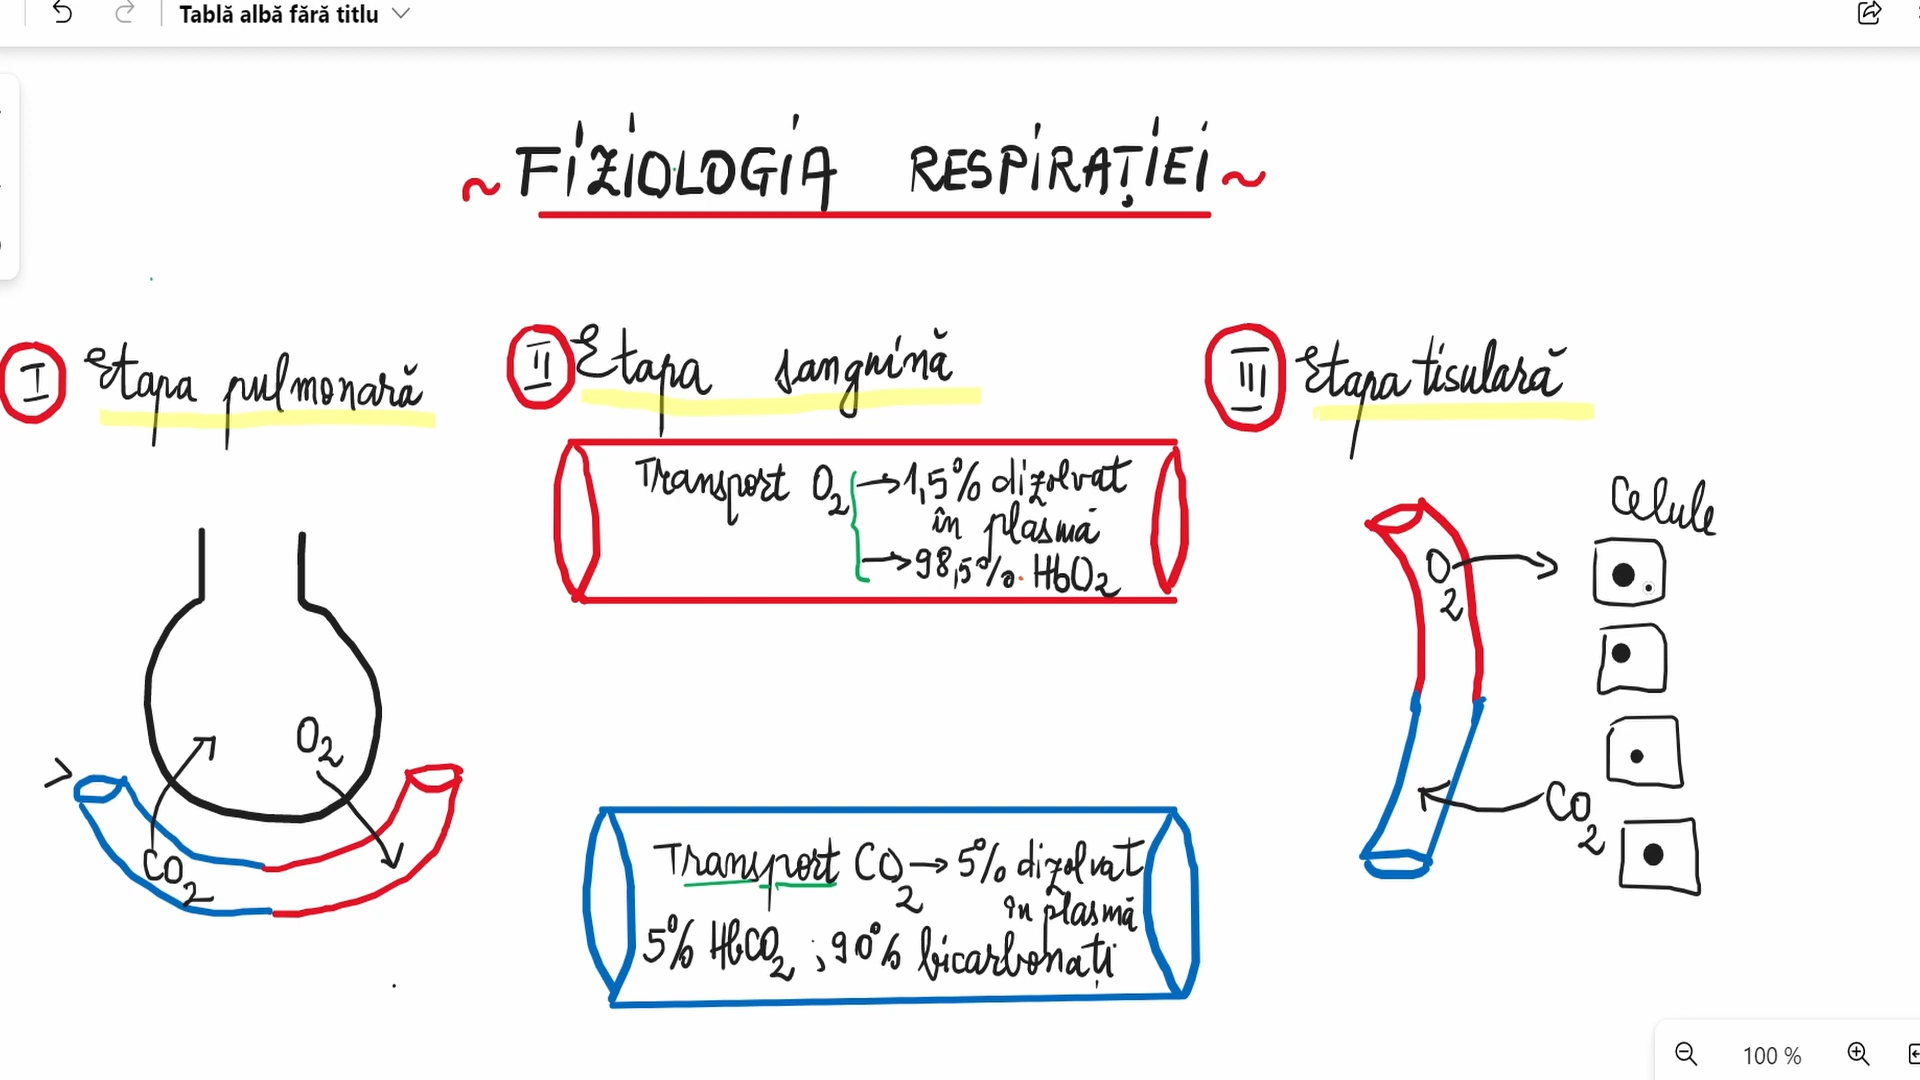 Tablă albă fără titlu
~ FIZIOLOGIA RESPIRAȚIEI ~
I Etapa pulmonară
II Etapa sanguină
III Etapa tisulară
Transport O2 → 1,5% dizolvat
în plasmă
→ 98,5% HbO2
Celule
O2
CO2
O2
CO2
Transport CO2 → 5% dizolvat
în plasmă
5% HbCO2 ; 90% bicarbonați
100 %